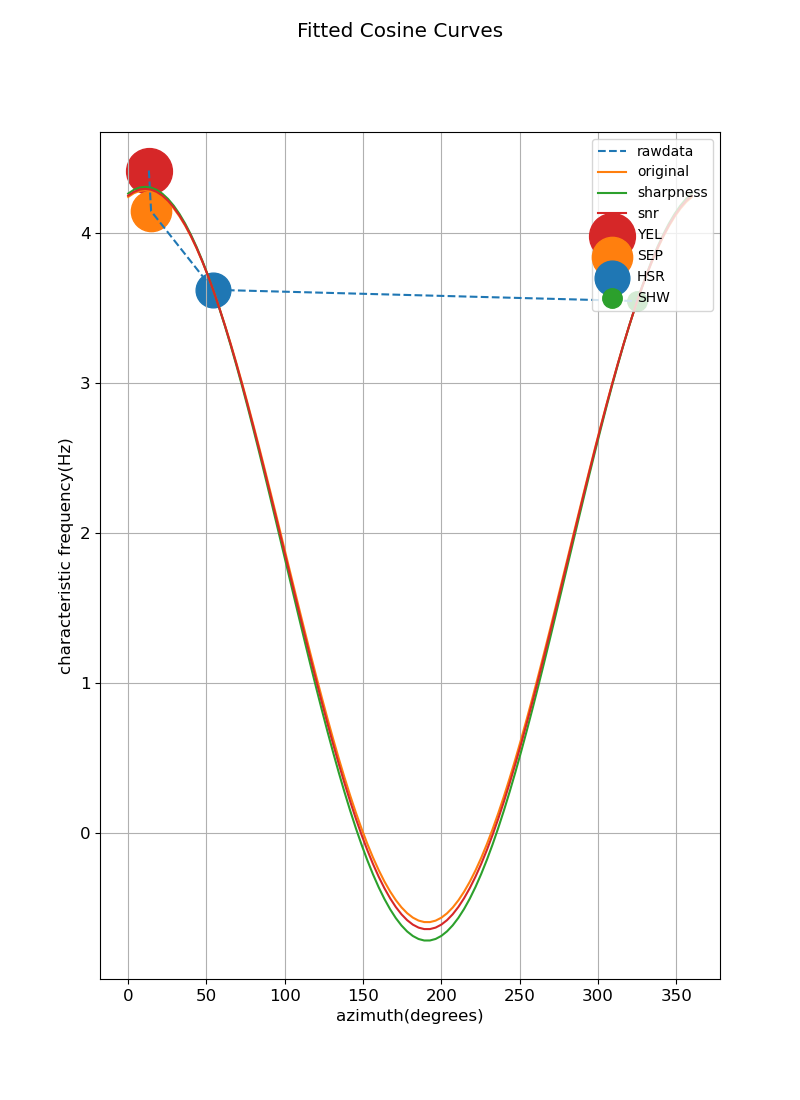 Fitted Cosine Curves
rawdata
original
sharpness
snr
YEL
SEP
HSR
SHW
4
3
2
1
0
characteristic frequency(Hz)
0 50 100 150 200 250 300 350
azimuth(degrees)